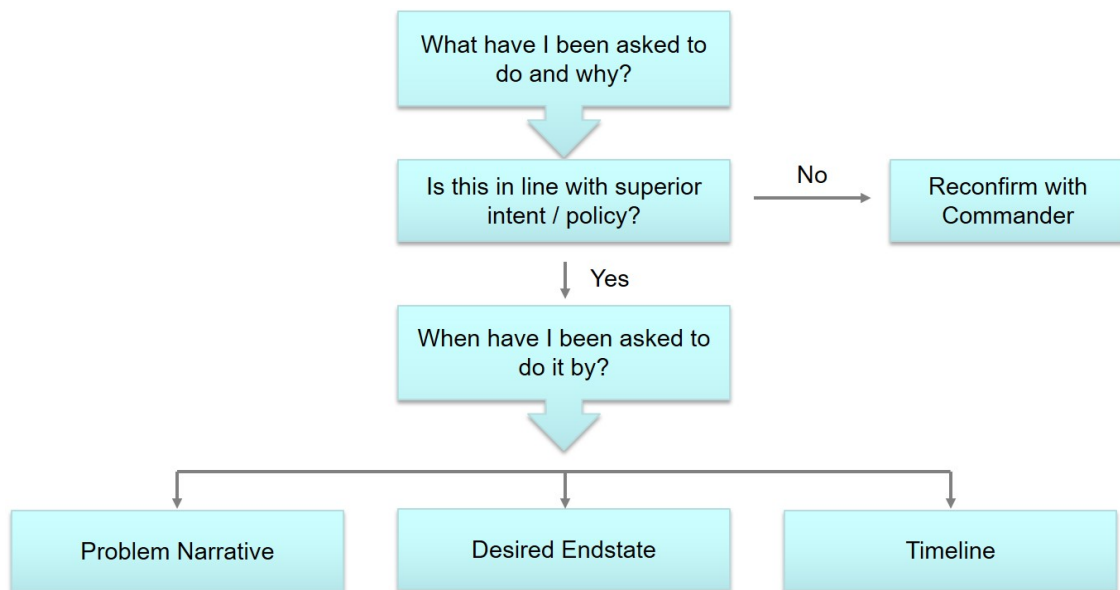 What have I been asked to
do and why?
Is this in line with superior
intent / policy?
No
Reconfirm with
Commander
Yes
When have I been asked to
do it by?
Problem Narrative
Desired Endstate
Timeline